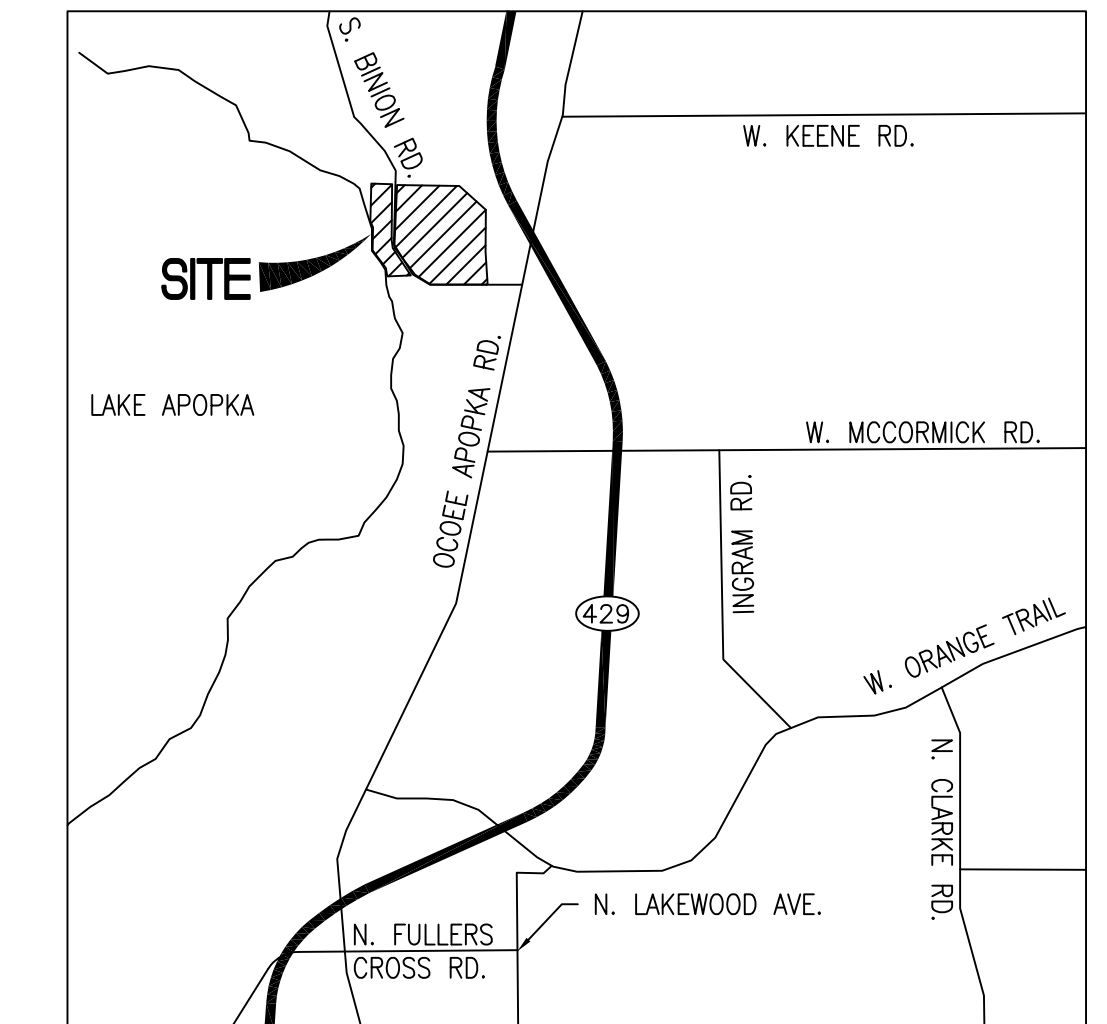 S. BINION RD.
W. KEENE RD.
SITE
LAKE APOPKA
OCOEE APOPKA RD.
W. MCCORMICK RD.
INGRAM RD.
429
W. ORANGE TRAIL
N. CLARKE RD.
N. LAKEWOOD AVE.
N. FULLERS
CROSS RD.